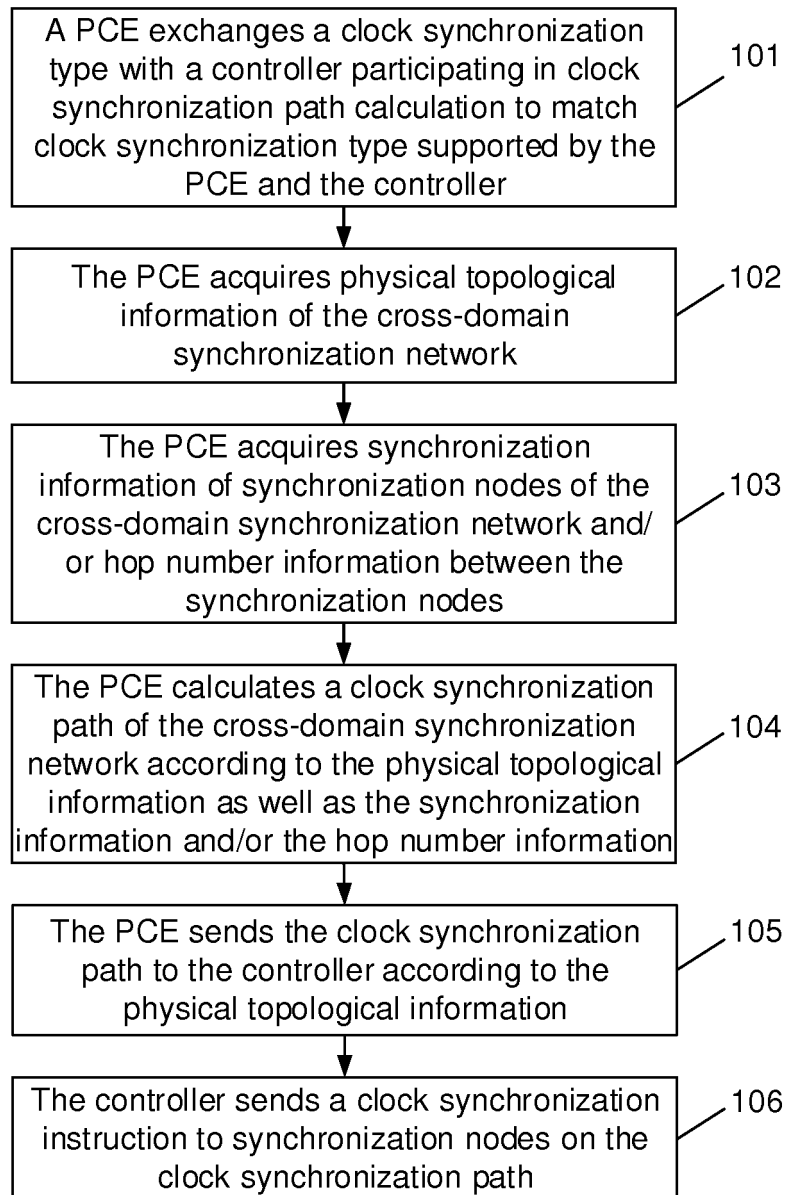 A PCE exchanges a clock synchronization
type with a controller participating in clock
synchronization path calculation to match
clock synchronization type supported by the
PCE and the controller
101
The PCE acquires physical topological
information of the cross-domain
synchronization network
102
The PCE acquires synchronization
information of synchronization nodes of the
cross-domain synchronization network and/
or hop number information between the
synchronization nodes
103
The PCE calculates a clock synchronization
path of the cross-domain synchronization
network according to the physical topological
information as well as the synchronization
information and/or the hop number information
104
The PCE sends the clock synchronization
path to the controller according to the
physical topological information
105
The controller sends a clock synchronization
instruction to synchronization nodes on the
clock synchronization path
106